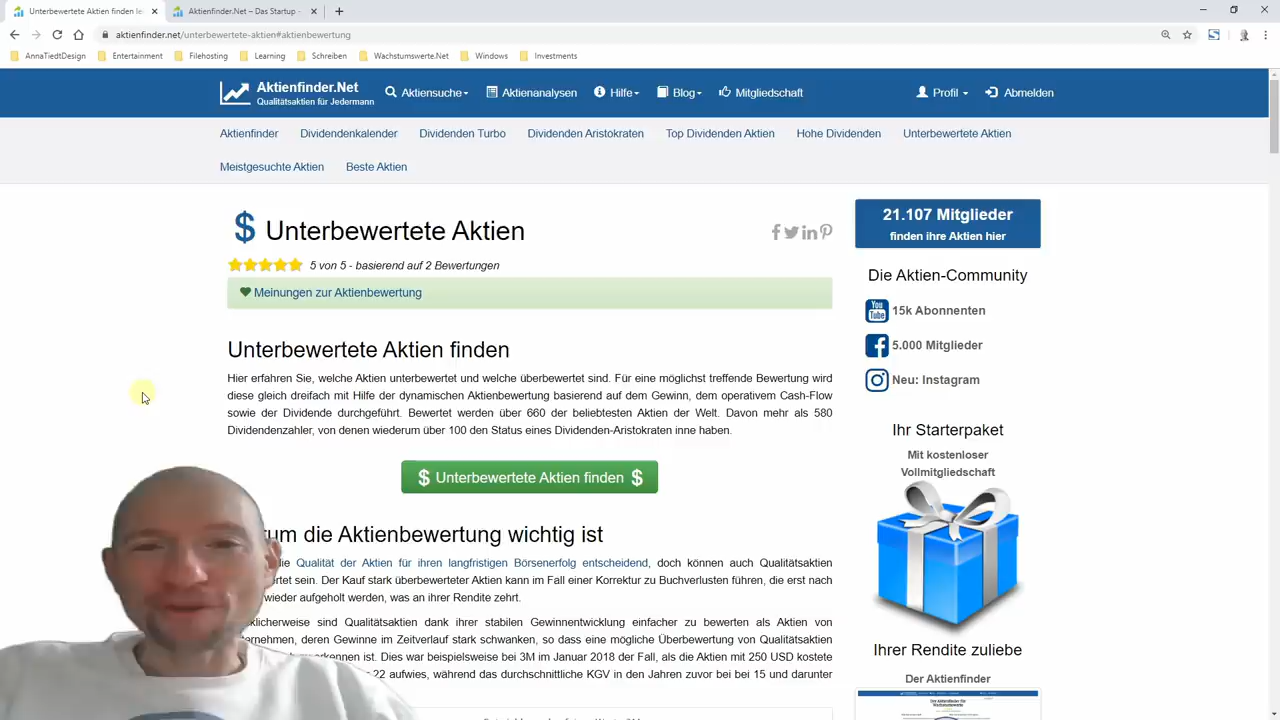 Unterbewertete Aktien finden le
Aktienfinder.Net – Das Startup -
aktienfinder.net/unterbewertete-aktien#aktienbewertung
AnnaTiedtDesign
Entertainment
Filehosting
Learning
Schreiben
Wachstumswerte.Net
Windows
Investments
Aktienfinder.Net
Qualitätsaktien für Jedermann
Aktiensuche
Aktienanalysen
Hilfe
Blog
Mitgliedschaft
Profil
Abmelden
Aktienfinder
Dividendenkalender
Dividenden Turbo
Dividenden Aristokraten
Top Dividenden Aktien
Hohe Dividenden
Unterbewertete Aktien
Meistgesuchte Aktien
Beste Aktien
$ Unterbewertete Aktien
5 von 5 - basierend auf 2 Bewertungen
Meinungen zur Aktienbewertung
Unterbewertete Aktien finden
Hier erfahren Sie, welche Aktien unterbewertet und welche überbewertet sind. Für eine möglichst treffende Bewertung wird
diese gleich dreifach mit Hilfe der dynamischen Aktienbewertung basierend auf dem Gewinn, dem operativem Cash-Flow
sowie der Dividende durchgeführt. Bewertet werden über 660 der beliebtesten Aktien der Welt. Davon mehr als 580
Dividendenzahler, von denen wiederum über 100 den Status eines Dividenden-Aristokraten inne haben.
$ Unterbewertete Aktien finden $
um die Aktienbewertung wichtig ist
die Qualität der Aktien für ihren langfristigen Börsenerfolg entscheidend, doch können auch Qualitätsaktien
wertet sein. Der Kauf stark überbewerteter Aktien kann im Fall einer Korrektur zu Buchverlusten führen, die erst nach
wieder aufgeholt werden, was an ihrer Rendite zehrt.
klicherweise sind Qualitätsaktien dank ihrer stabilen Gewinnentwicklung einfacher zu bewerten als Aktien von
ternehmen, deren Gewinne im Zeitverlauf stark schwanken, so dass eine mögliche Überbewertung von Qualitätsaktien
erkennen ist. Dies war beispielsweise bei 3M im Januar 2018 der Fall, als die Aktien mit 250 USD kostete
22 aufwies, während das durchschnittliche KGV in den Jahren zuvor bei bei 15 und darunter
21.107 Mitglieder
finden ihre Aktien hier
Die Aktien-Community
You
Tube
15k Abonnenten
5.000 Mitglieder
Neu: Instagram
Ihr Starterpaket
Mit kostenloser
Vollmitgliedschaft
Ihrer Rendite zuliebe
Der Aktienfinder